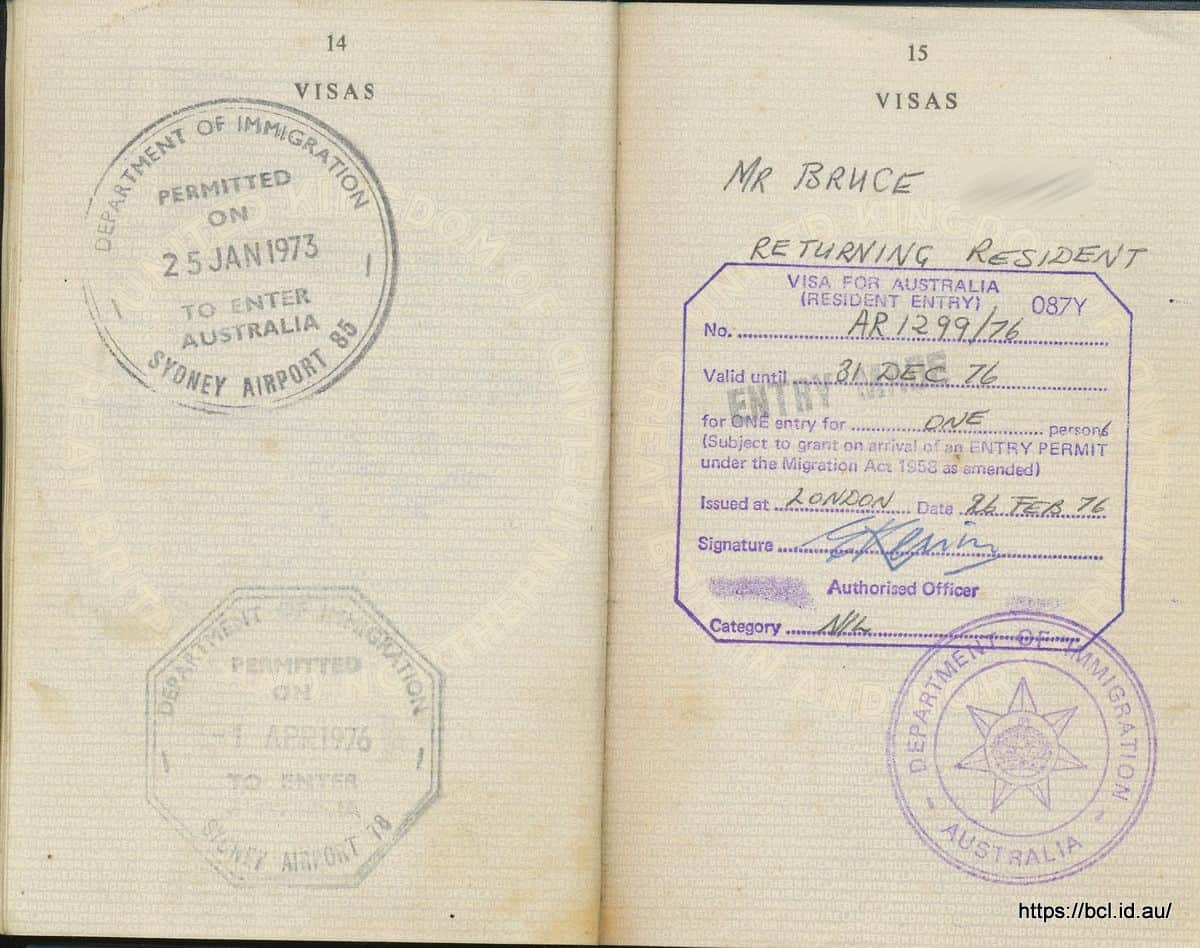 14
VISAS
DEPARTMENT OF IMMIGRATION
PERMITTED
ON
25 JAN 1973
TO ENTER
AUSTRALIA
SYDNEY AIRPORT 85
DEPARTMENT OF IMMIGRATION
PERMITTED
ON
1 APR 1976
TO ENTER
SYDNEY AIRPORT 78
15
VISAS
MR BRUCE
RETURNING RESIDENT
VISA FOR AUSTRALIA
(RESIDENT ENTRY) 087Y
No. AR 1299/76
Valid until 31 DEC 76
ENTRY
for ONE entry for ONE persons
(Subject to grant on arrival of an ENTRY PERMIT
under the Migration Act 1958 as amended)
Issued at LONDON Date 26 FEB 76
Signature
Authorised Officer
Category NIL
DEPARTMENT OF IMMIGRATION
AUSTRALIA
https://bcl.id.au/